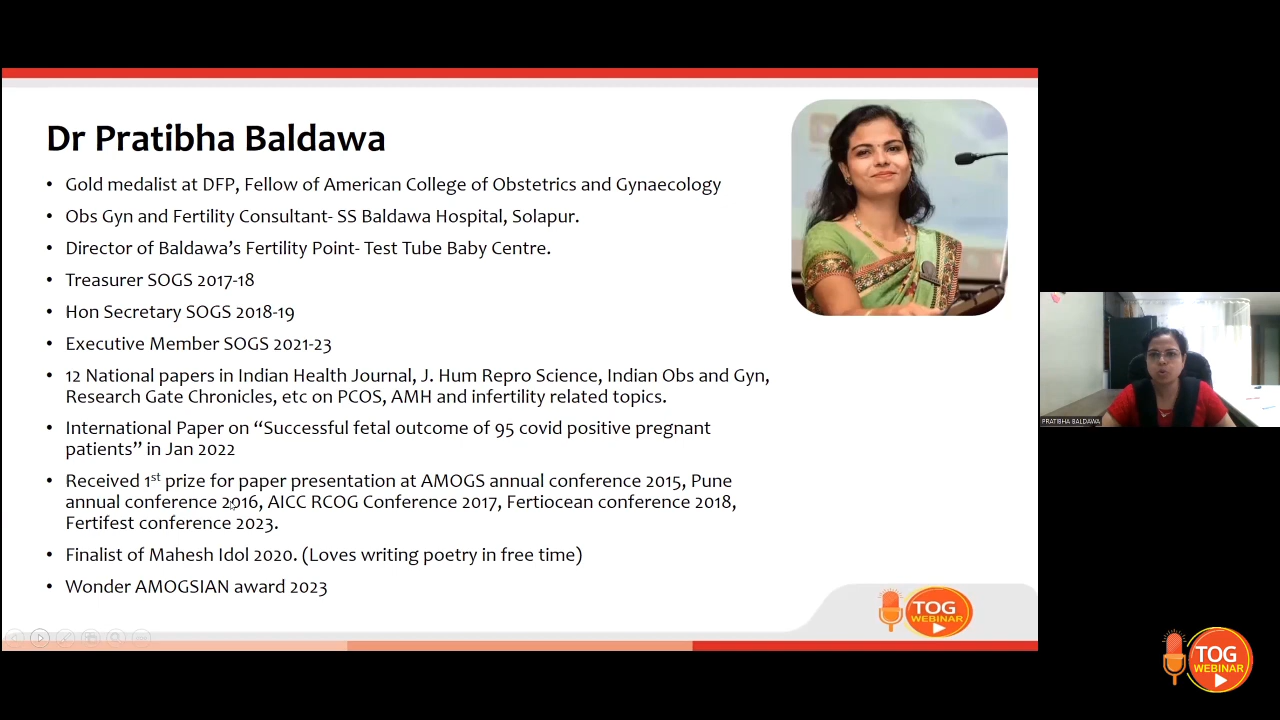 Dr Pratibha Baldawa
• Gold medalist at DFP, Fellow of American College of Obstetrics and Gynaecology
• Obs Gyn and Fertility Consultant- SS Baldawa Hospital, Solapur.
• Director of Baldawa’s Fertility Point- Test Tube Baby Centre.
• Treasurer SOGS 2017-18
• Hon Secretary SOGS 2018-19
• Executive Member SOGS 2021-23
• 12 National papers in Indian Health Journal, J. Hum Repro Science, Indian Obs and Gyn,
Research Gate Chronicles, etc on PCOS, AMH and infertility related topics.
• International Paper on “Successful fetal outcome of 95 covid positive pregnant
patients” in Jan 2022
• Received 1st prize for paper presentation at AMOGS annual conference 2015, Pune
annual conference 2016, AICC RCOG Conference 2017, Fertiocean conference 2018,
Fertifest conference 2023.
• Finalist of Mahesh Idol 2020. (Loves writing poetry in free time)
• Wonder AMOGSIAN award 2023
TOG
WEBINAR
PRATIBHA BALDAWA
TOG
WEBINAR